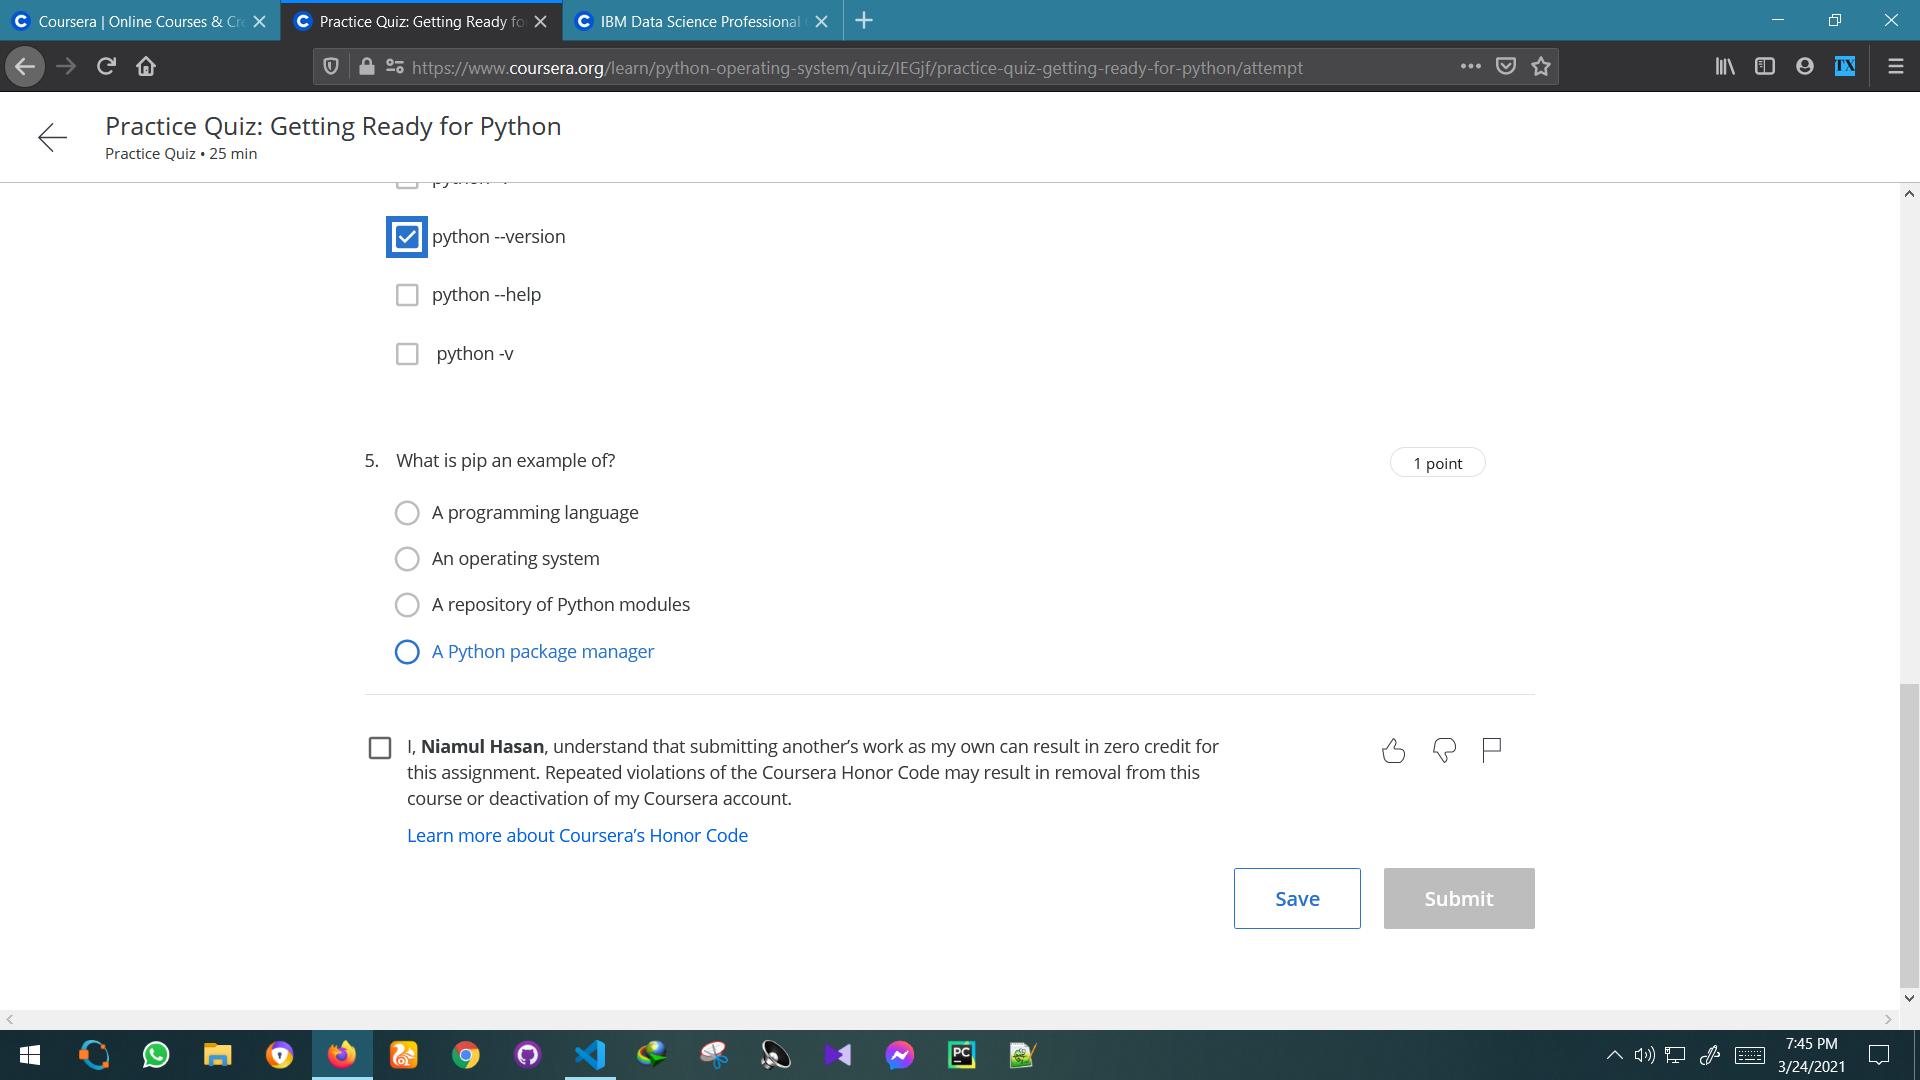 Coursera | Online Courses & Cre
Practice Quiz: Getting Ready fo
IBM Data Science Professional
https://www.coursera.org/learn/python-operating-system/quiz/IEGjf/practice-quiz-getting-ready-for-python/attempt
TX
Practice Quiz: Getting Ready for Python
Practice Quiz • 25 min
python --version
python --help
python -v
5. What is pip an example of?
1 point
A programming language
An operating system
A repository of Python modules
A Python package manager
I, Niamul Hasan, understand that submitting another’s work as my own can result in zero credit for
this assignment. Repeated violations of the Coursera Honor Code may result in removal from this
course or deactivation of my Coursera account.
Learn more about Coursera’s Honor Code
Save
Submit
PC
7:45 PM
3/24/2021